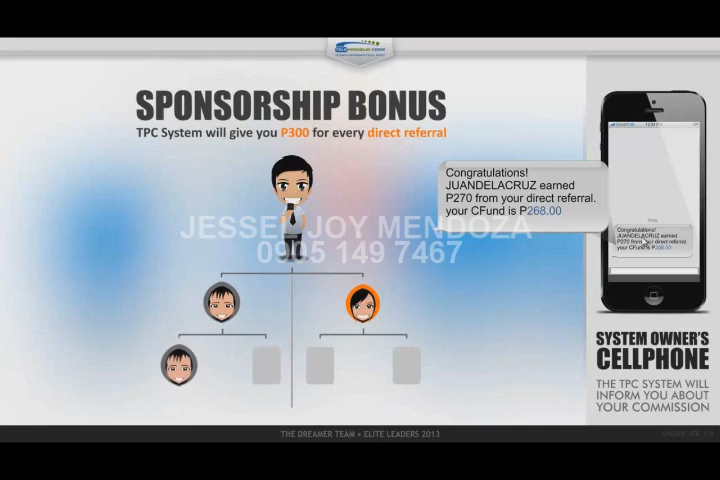 TELEPRENEUR CORP
SPONSORSHIP BONUS
TPC System will give you P300 for every direct referral
Congratulations!
JUANDELACRUZ earned
P270 from your direct referral.
your CFund is P268.00
JESSEL JOY MENDOZA
0905 149 7467
Today
Congratulations!
JUANDELACRUZ earned
P270 from your direct referral.
your CFund is P268.00
SYSTEM OWNER'S
CELLPHONE
THE TPC SYSTEM WILL
INFORM YOU ABOUT
YOUR COMMISSION
THE DREAMER TEAM • ELITE LEADERS 2013